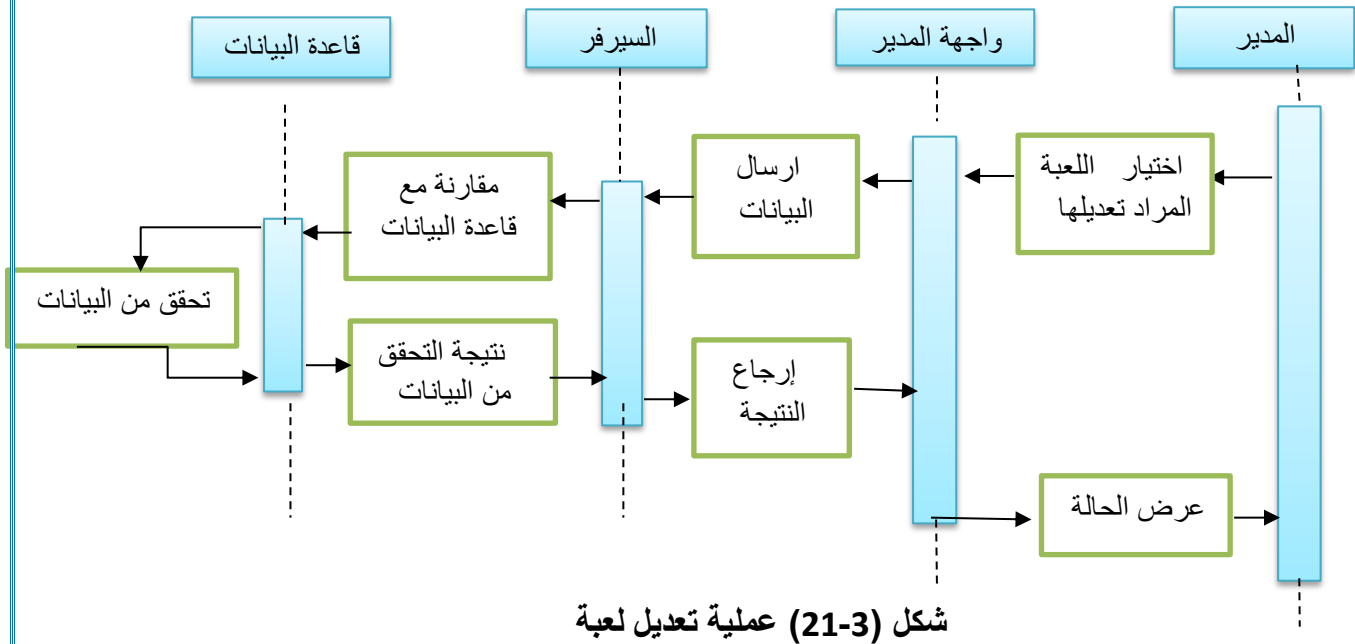 المدير
واجهة المدير
السيرفر
قاعدة البيانات
اختيار اللعبة
المراد تعديلها
ارسال
البيانات
مقارنة مع
قاعدة البيانات
تحقق من البيانات
نتيجة التحقق
من البيانات
إرجاع
النتيجة
عرض الحالة
شكل (3-21) عملية تعديل لعبة